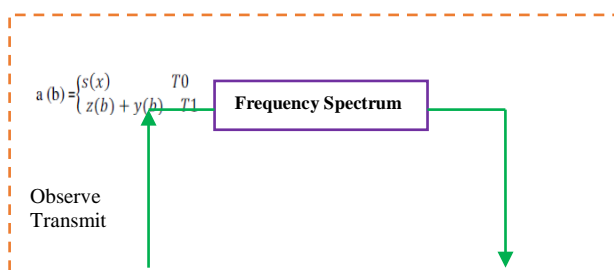 a (b) = { s(x) T0
z(b) + y(b) T1
Frequency Spectrum
Observe
Transmit